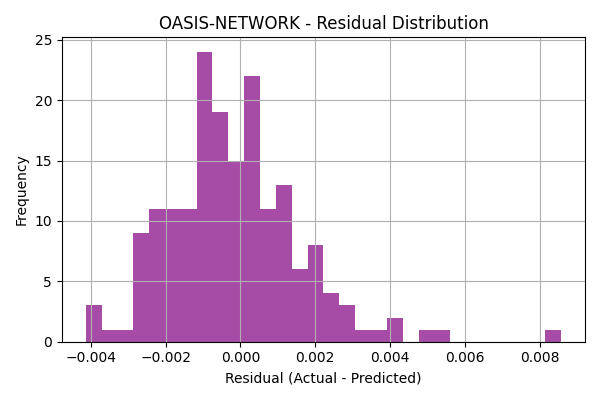 OASIS-NETWORK - Residual Distribution
25
20
15
10
5
0
Frequency
−0.004 −0.002 0.000 0.002 0.004 0.006 0.008
Residual (Actual - Predicted)